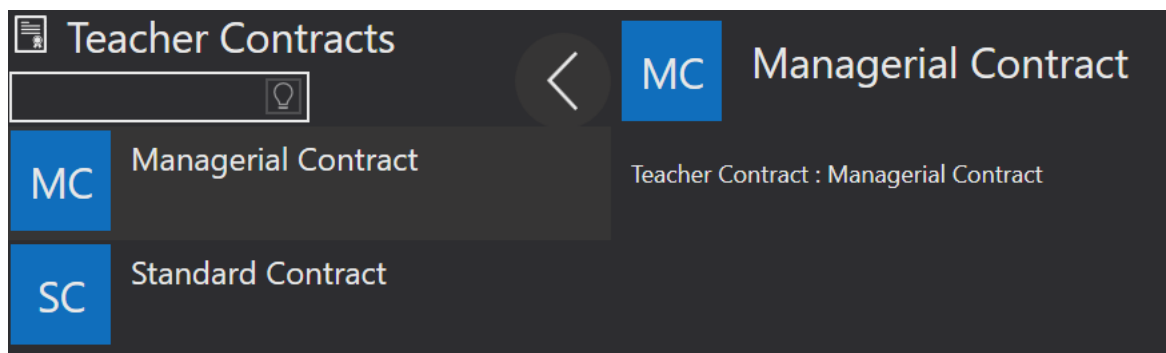 Teacher Contracts
MC
Managerial Contract
SC
Standard Contract
MC
Managerial Contract
Teacher Contract : Managerial Contract